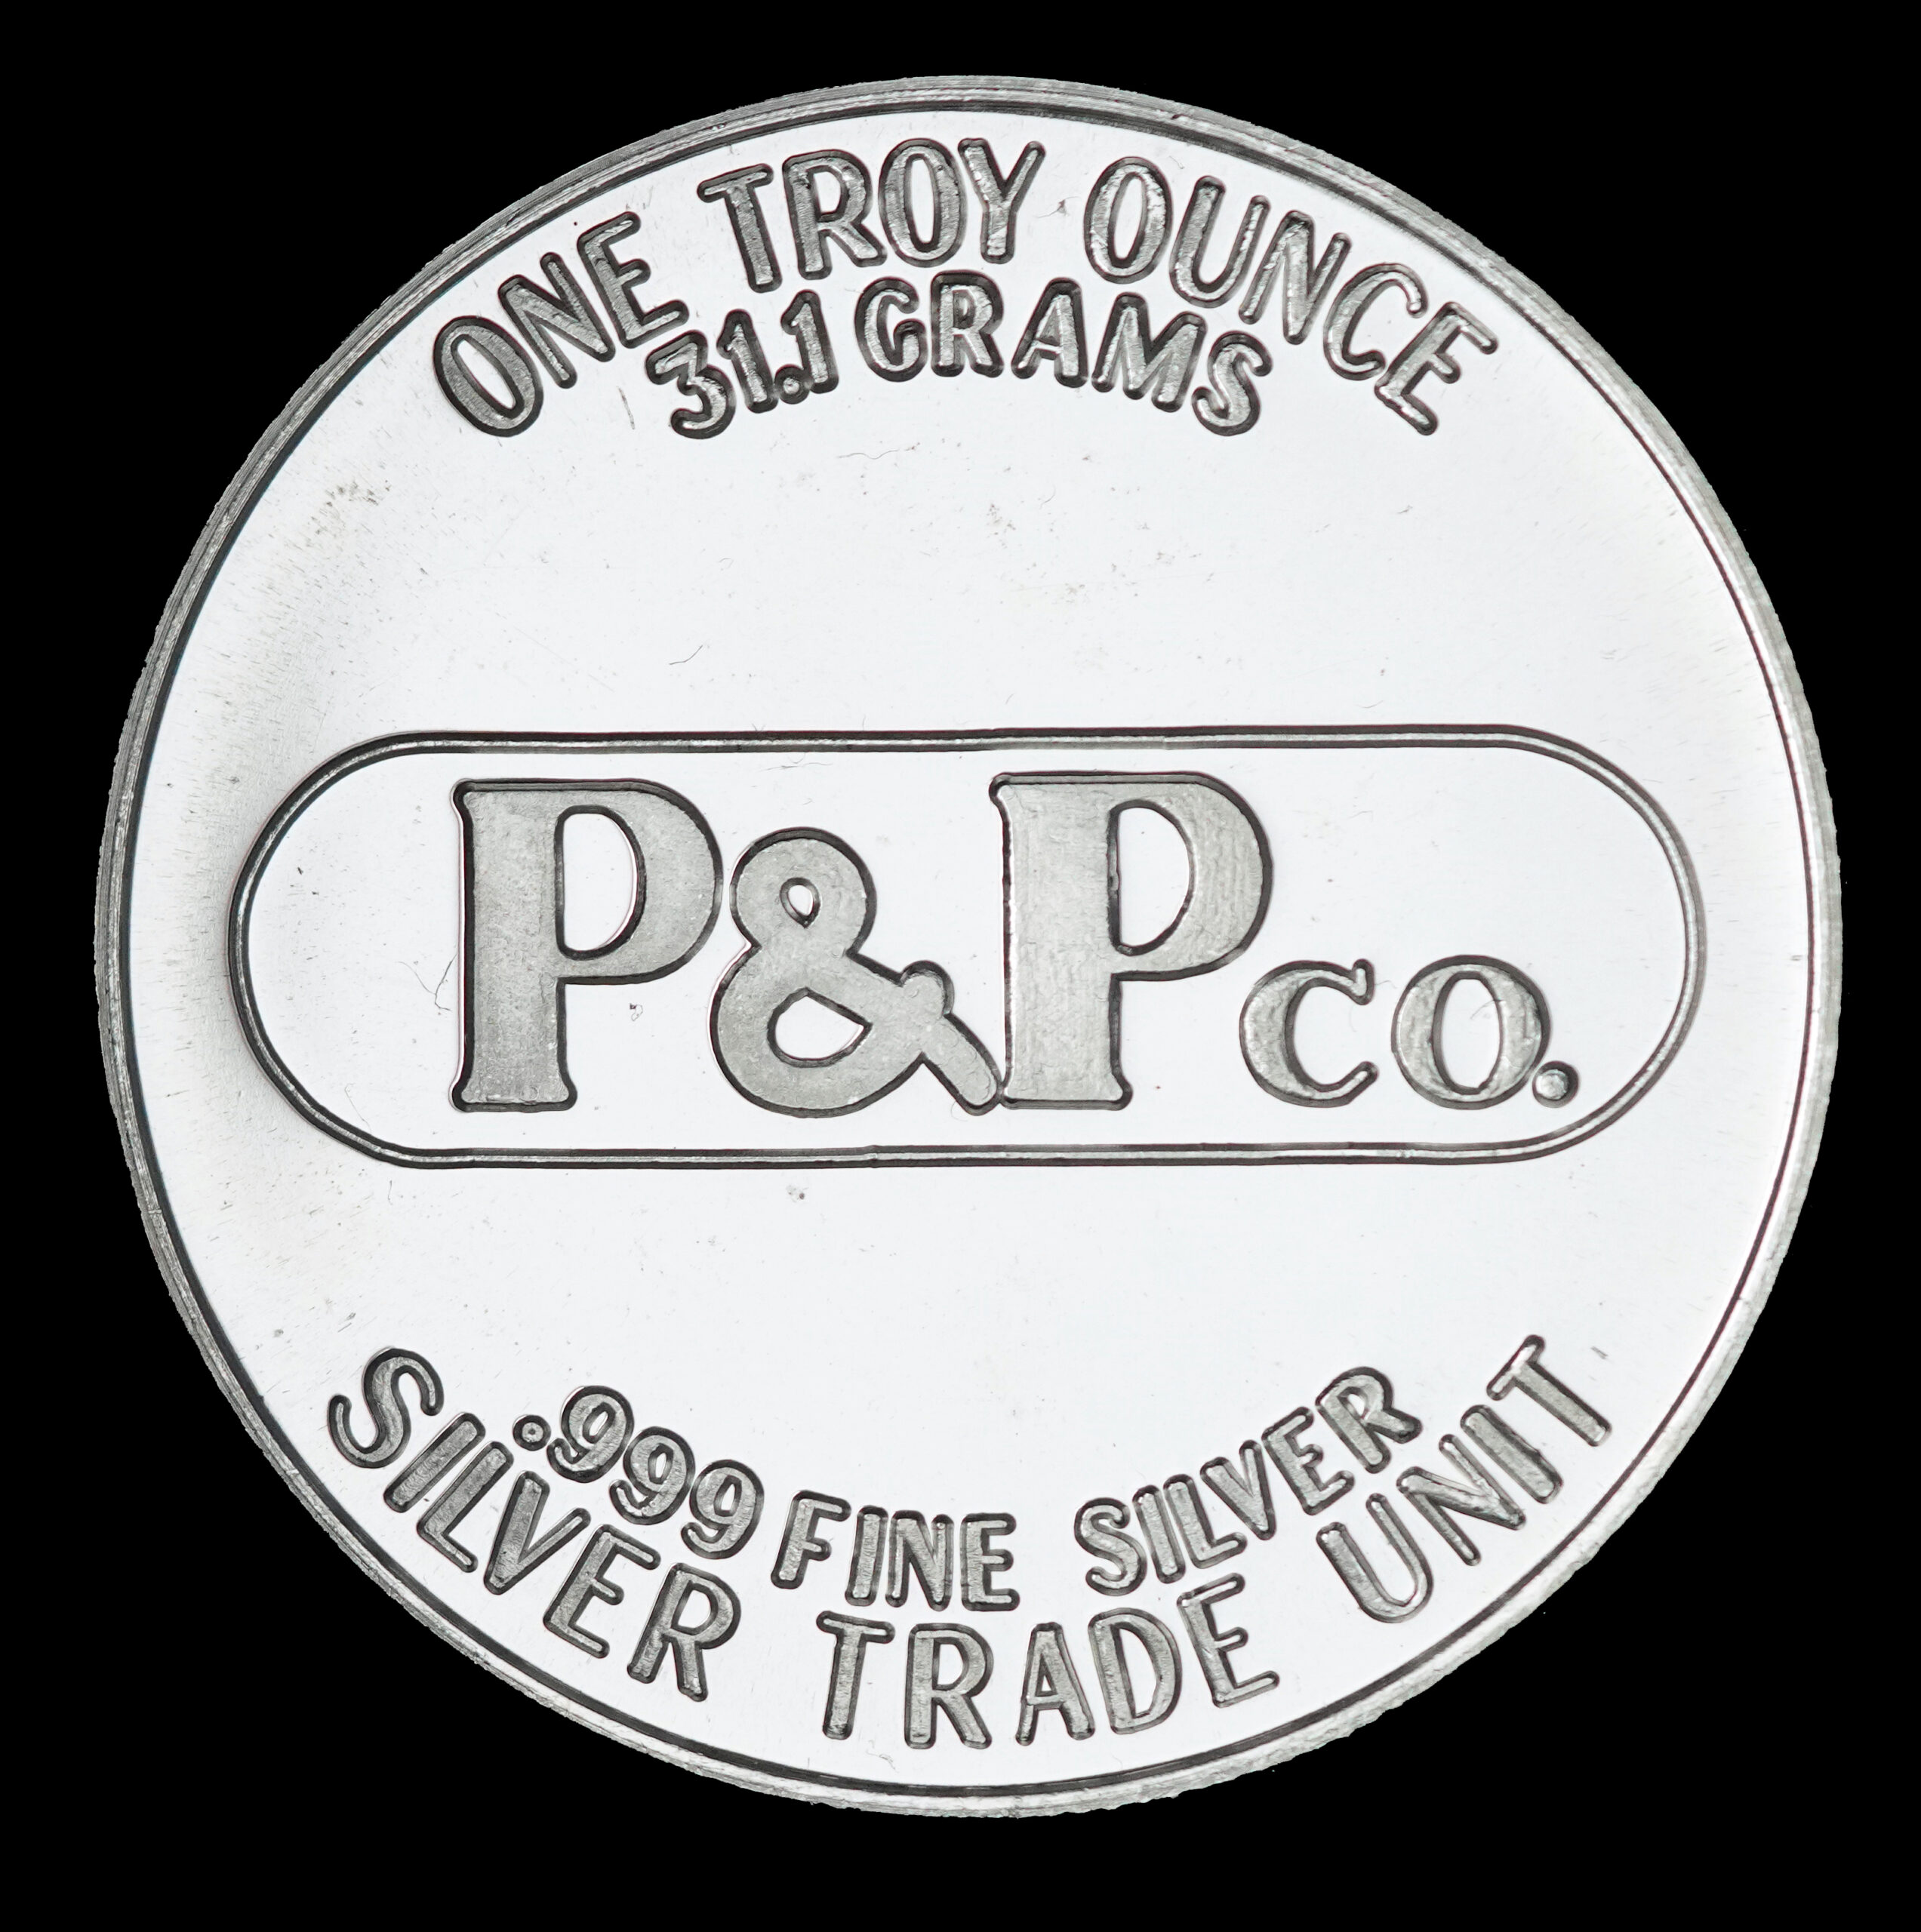 ONE TROY OUNCE
31.1 GRAMS
P&P CO.
.999 FINE SILVER
SILVER TRADE UNIT